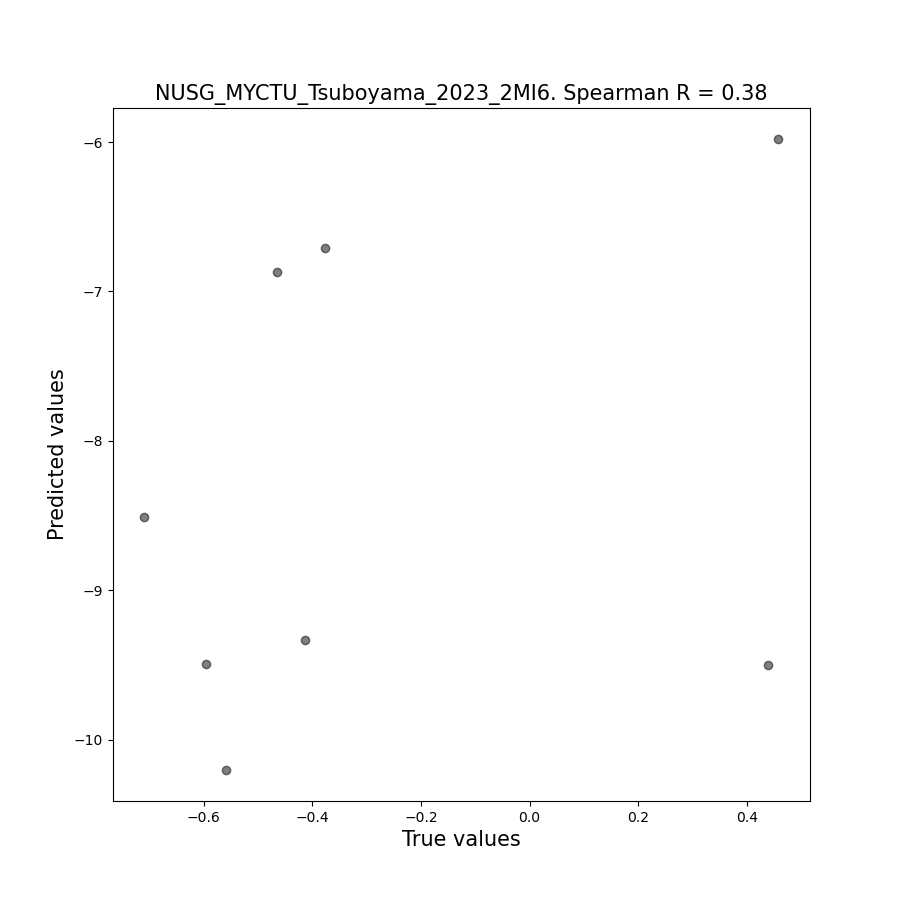 NUSG_MYCTU_Tsuboyama_2023_2MI6. Spearman R = 0.38
Predicted values
−6
−7
−8
−9
−10
−0.6 −0.4 −0.2 0.0 0.2 0.4
True values